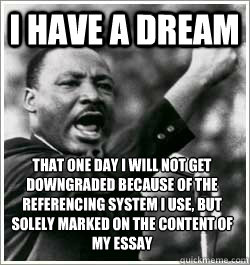 I HAVE A DREAM
THAT ONE DAY I WILL NOT GET
DOWNGRADED BECAUSE OF THE
REFERENCING SYSTEM I USE, BUT
SOLELY MARKED ON THE CONTENT OF
MY ESSAY
quickmeme.com